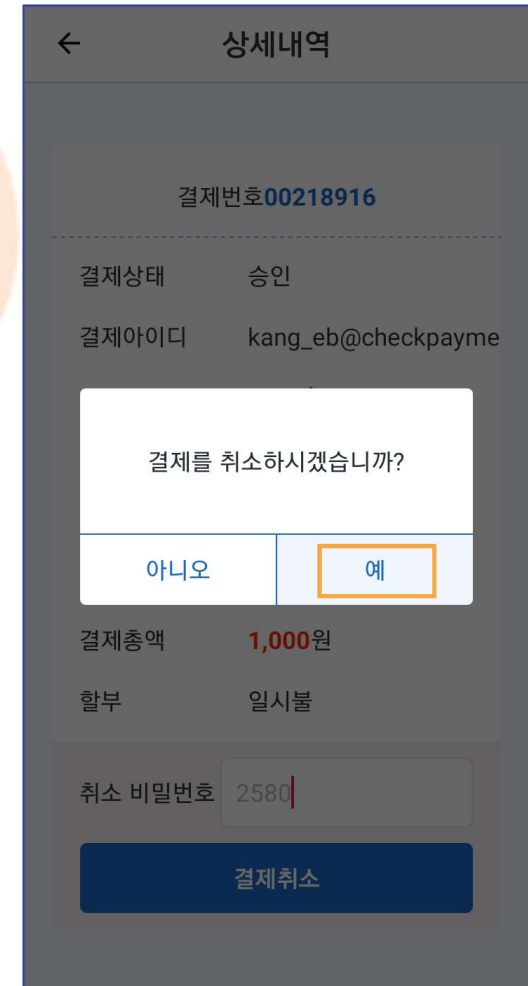 상세내역
결제번호00218916
결제상태 승인
결제아이디 kang_eb@checkpayme
결제를 취소하시겠습니까?
아니오 예
결제총액 1,000원
할부 일시불
취소 비밀번호 2580
결제취소